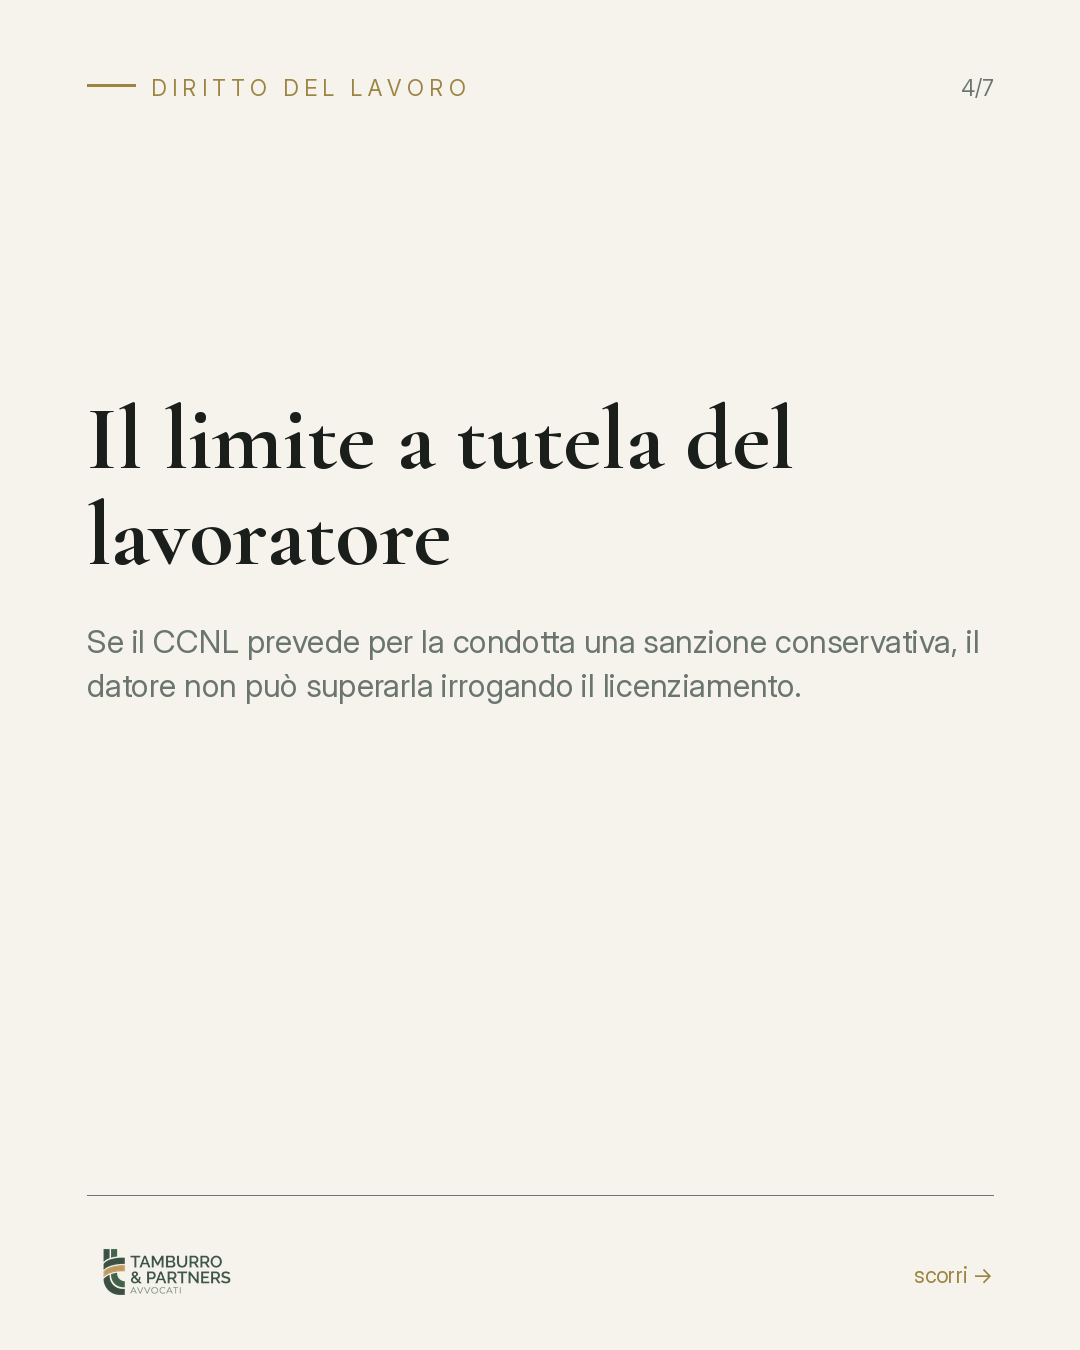 DIRITTO DEL LAVORO
4/7
Il limite a tutela del
lavoratore
Se il CCNL prevede per la condotta una sanzione conservativa, il
datore non può superarla irrogando il licenziamento.
TAMBURRO
& PARTNERS
AVVOCATI
scorri →